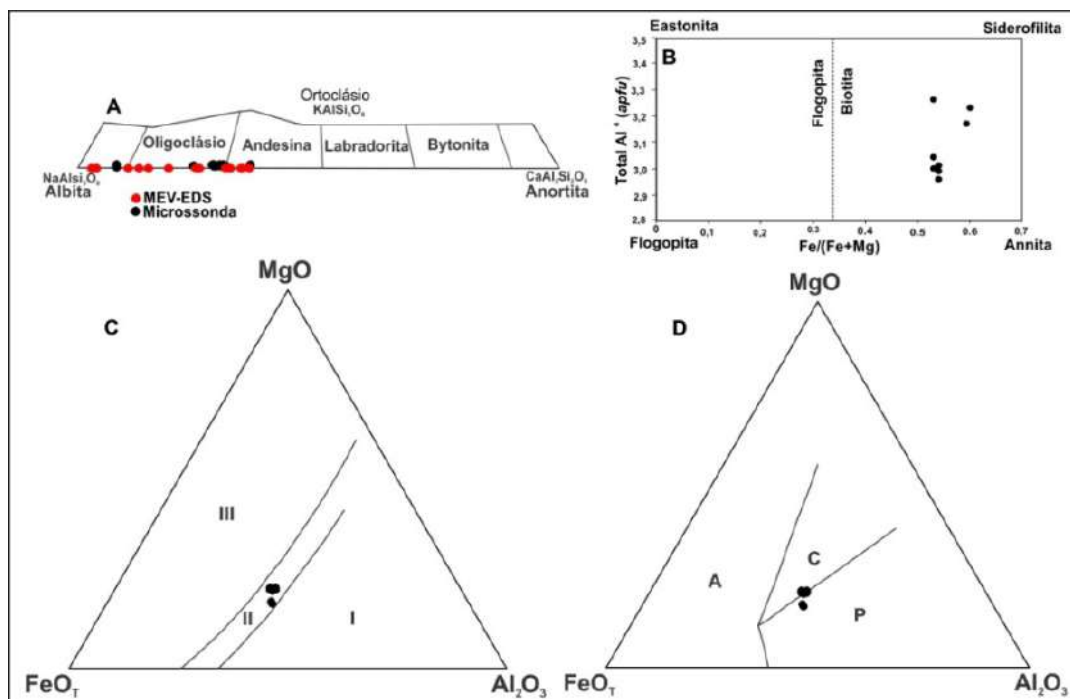 A
Ortoclásio
KAlSi₃O₈
Oligoclásio
Andesina
Labradorita
Bytonita
NaAlsi₃O₈
Albita
CaAl₂Si₂O₈
Anortita
MEV-EDS
Microssonda
Eastonita
Siderofilita
B
Total Al⁺ (apfu)
3,5
3,4
3,3
3,2
3,1
3,0
2,9
2,8
Flogopita
Biotita
0 0,1 0,2 0.3 0.4 0.5 0.6 0.7
Flogopita
Fe/(Fe+Mg)
Annita
C
MgO
III
II
I
FeO_T
Al₂O₃
D
MgO
A
C
P
FeO_T
Al₂O₃